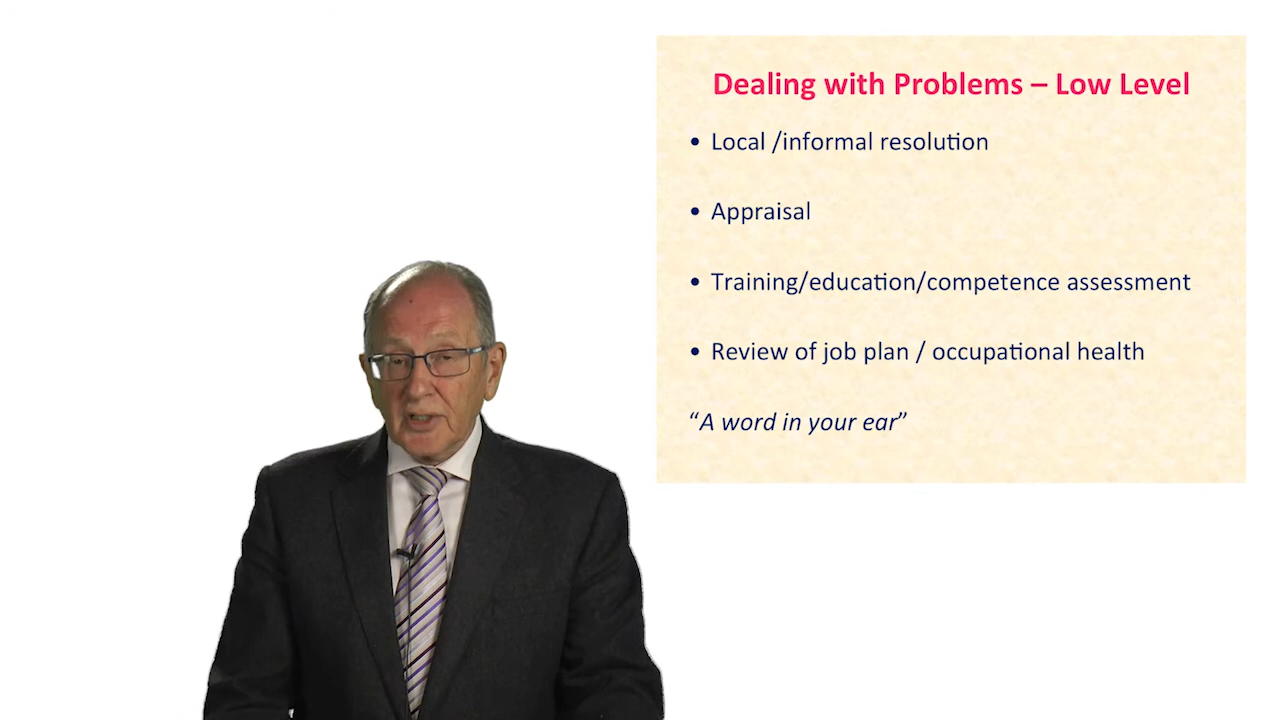 Dealing with Problems – Low Level
• Local /informal resolution
• Appraisal
• Training/education/competence assessment
• Review of job plan / occupational health
“A word in your ear”